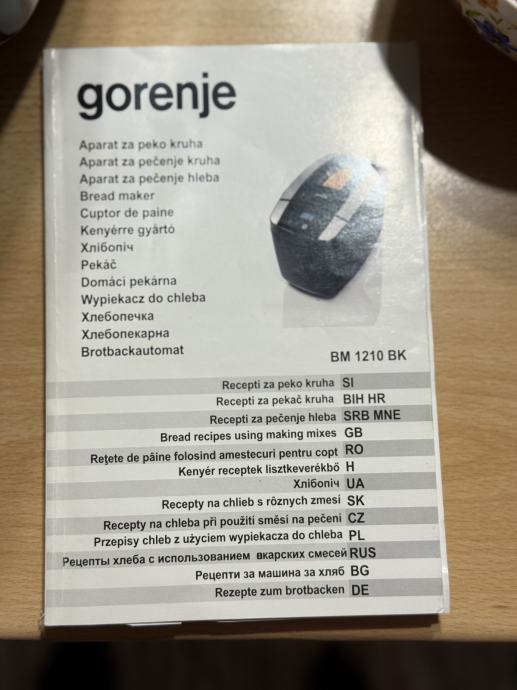 gorenje
Aparat za peko kruha
Aparat za pečenje kruha
Aparat za pečenje hleba
Bread maker
Cuptor de paine
Kenyérre gyártó
Хлібопіч
Pekáč
Domáci pekárna
Wypiekacz do chleba
Хлебопечка
Хлебопекарна
Brotbackautomat
BM 1210 BK
Recepti za peko kruha SI
Recepti za pekač kruha BIH HR
Recepti za pečenje hleba SRB MNE
Bread recipes using making mixes GB
Rețete de pâine folosind amestecuri pentru copt RO
Kenyér receptek lisztkeverékbő H
Хлібопіч UA
Recepty na chlieb s rôznych zmesí SK
Recepty na chleba při použití směsi na pečení CZ
Przepisy chleb z użyciem wypiekacza do chleba PL
Рецепты хлеба с использованием вкарских смесей RUS
Рецепти за машина за хляб BG
Rezepte zum brotbacken DE